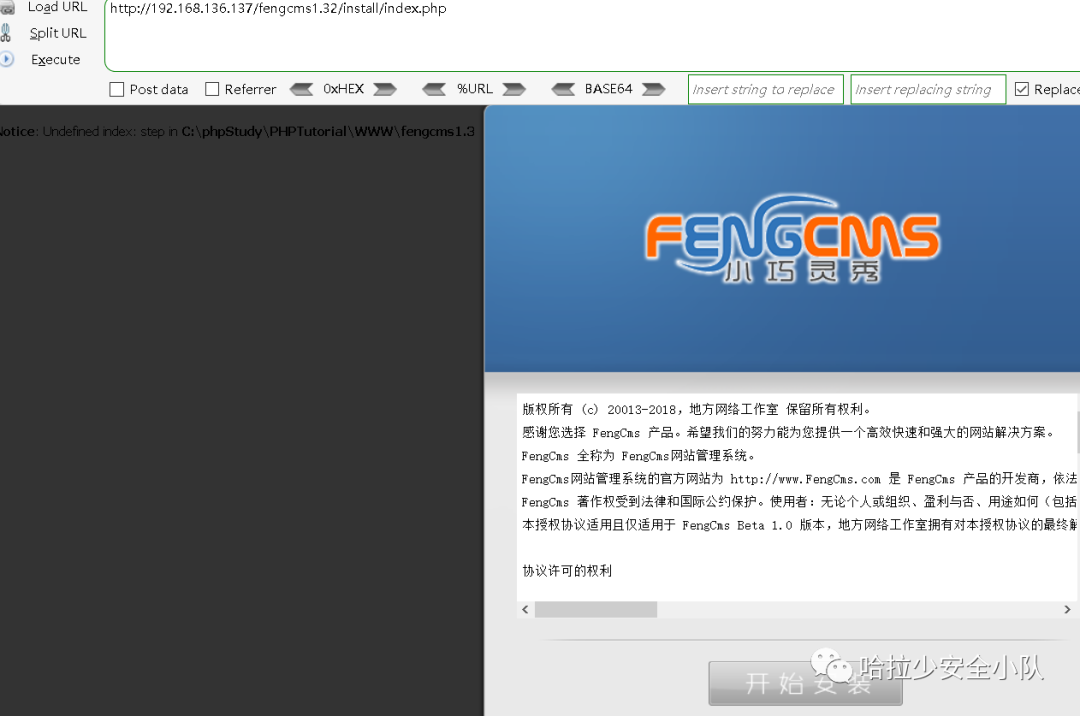 Load URL
http://192.168.136.137/fengcms1.32/install/index.php
Split URL
Execute
Post data
Referrer
0xHEX
%URL
BASE64
Insert string to replace
Insert replacing string
Replace
Notice: Undefined index: step in C:\phpStudy\PHPTutorial\WWW\fengcms1.3
FENGCMS
小巧灵秀
版权所有 (c) 20013-2018，地方网络工作室 保留所有权利。
感谢您选择 FengCms 产品。希望我们的努力能为您提供一个高效快速和强大的网站解决方案。
FengCms 全称为 FengCms网站管理系统。
FengCms网站管理系统的官方网站为 http://www.FengCms.com 是 FengCms 产品的开发商，依法
FengCms 著作权受到法律和国际公约保护。使用者：无论个人或组织、盈利与否、用途如何（包括
本授权协议适用且仅适用于 FengCms Beta 1.0 版本，地方网络工作室拥有对本授权协议的最终解
协议许可的权利
开始安装
哈拉少安全小队